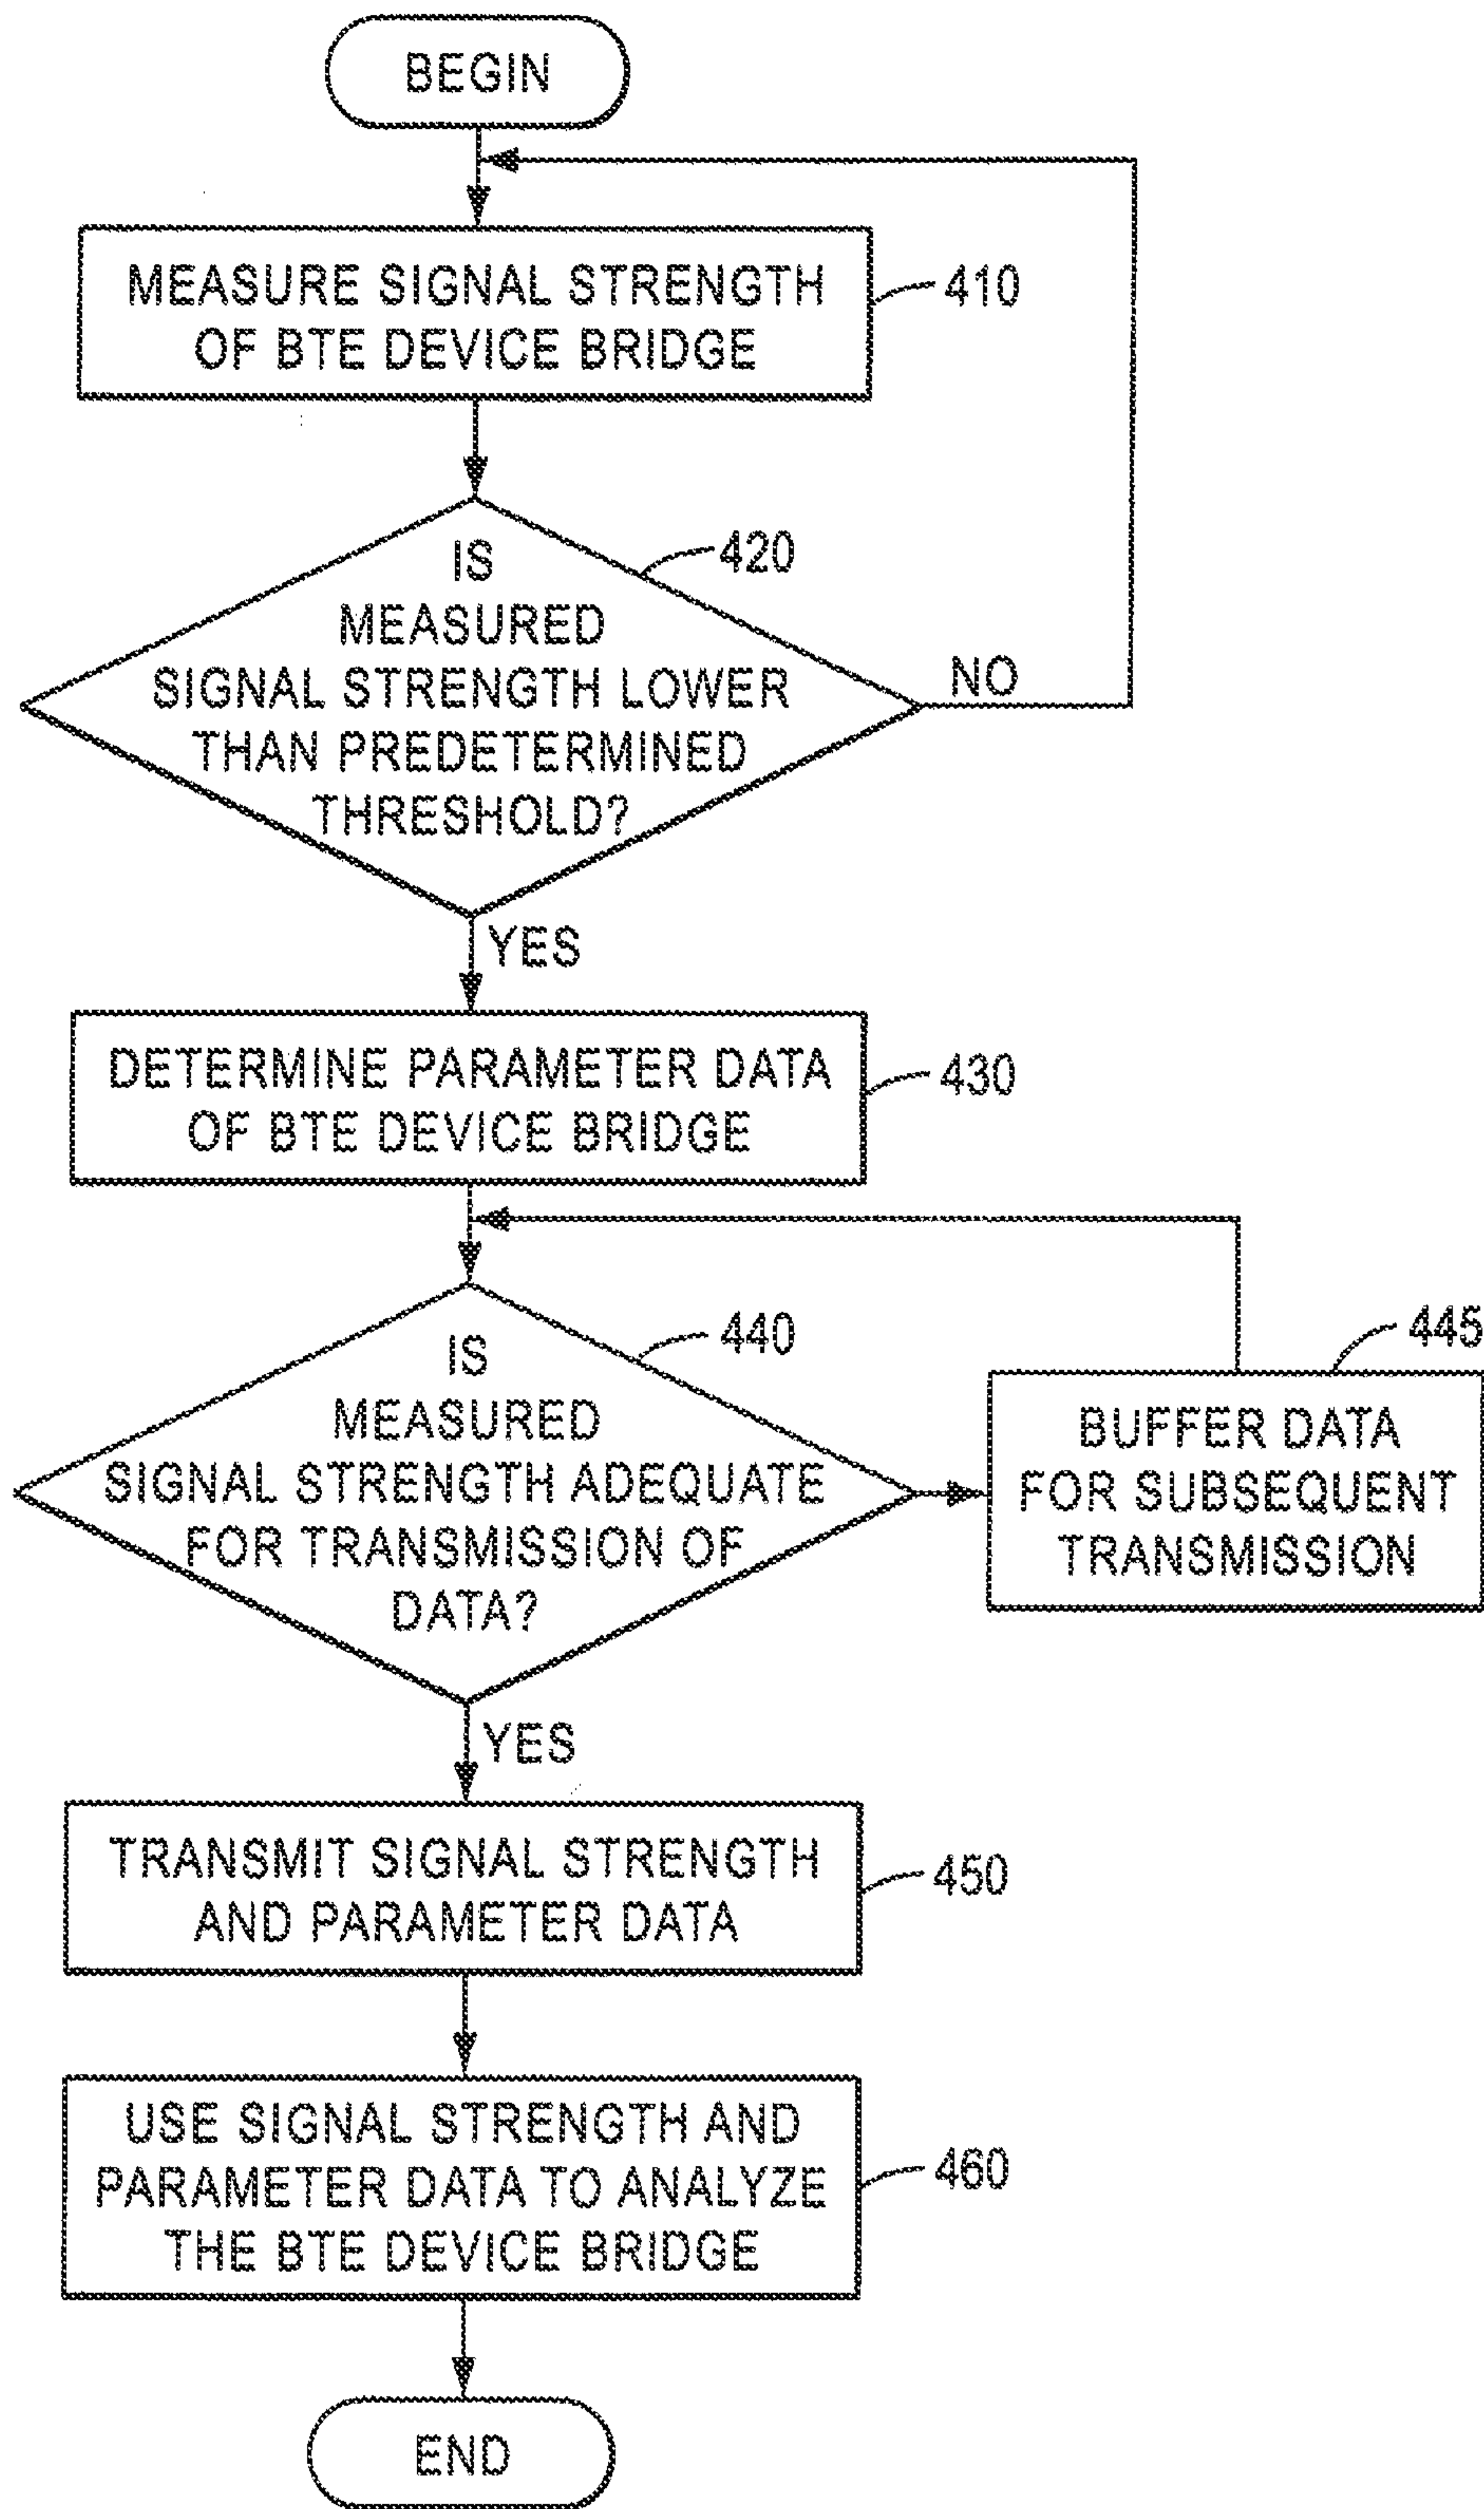 BEGIN
MEASURE SIGNAL STRENGTH
OF BTE DEVICE BRIDGE
410
IS
MEASURED
SIGNAL STRENGTH LOWER
THAN PREDETERMINED
THRESHOLD?
420
NO
YES
DETERMINE PARAMETER DATA
OF BTE DEVICE BRIDGE
430
IS
MEASURED
SIGNAL STRENGTH ADEQUATE
FOR TRANSMISSION OF
DATA?
440
445
BUFFER DATA
FOR SUBSEQUENT
TRANSMISSION
YES
TRANSMIT SIGNAL STRENGTH
AND PARAMETER DATA
450
USE SIGNAL STRENGTH AND
PARAMETER DATA TO ANALYZE
THE BTE DEVICE BRIDGE
460
END